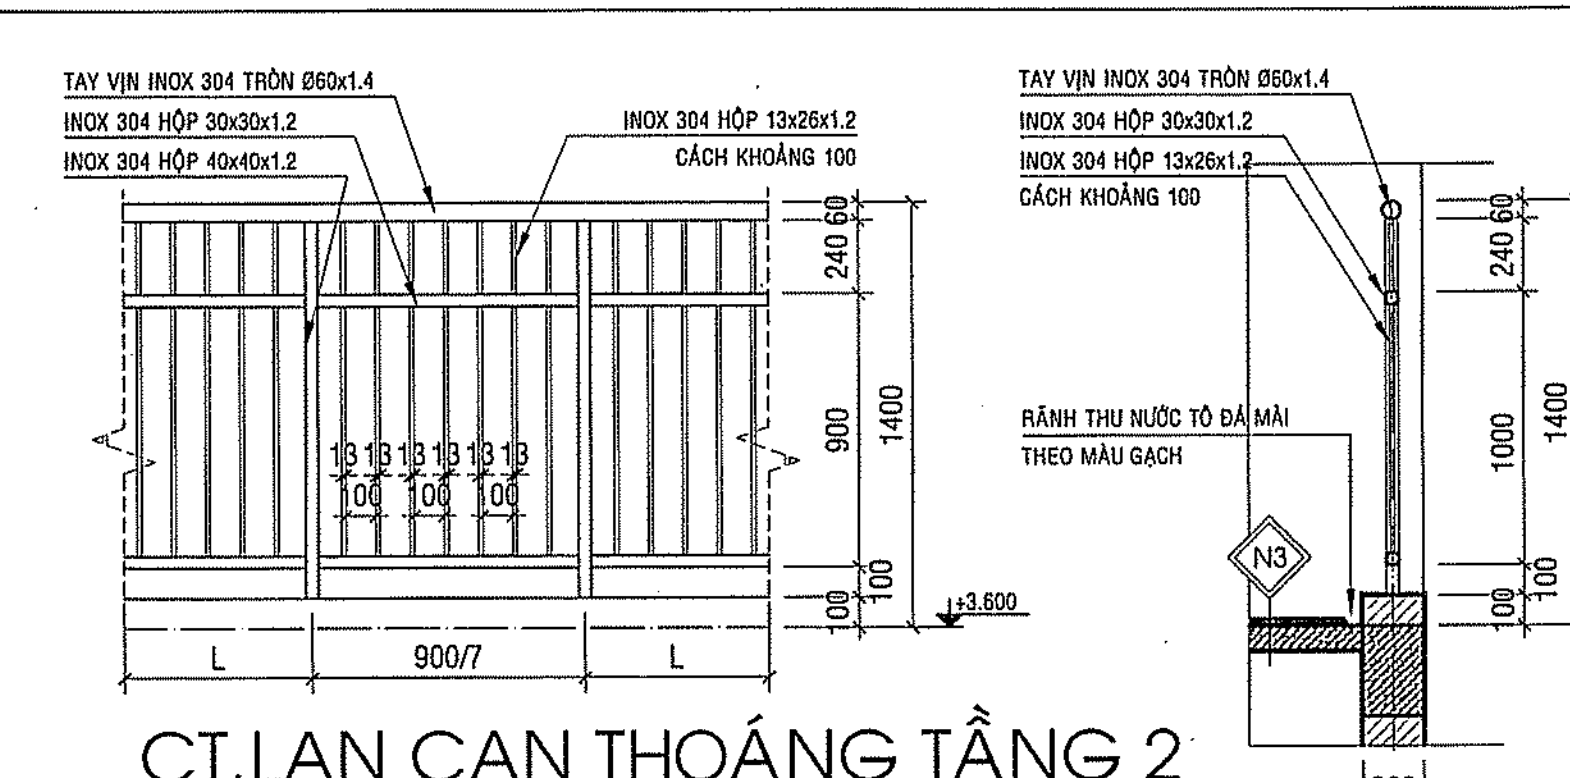 TAY VỊN INOX 304 TRÒN Ø60x1.4
INOX 304 HỘP 30x30x1.2
INOX 304 HỘP 40x40x1.2
INOX 304 HỘP 13x26x1.2
CÁCH KHOẢNG 100
60
240
900
1400
100
100
13 13 13 13 13 13
100 100 100
+3.600
L
900/7
L
CT.LAN CAN THOÁNG TẦNG 2
TAY VỊN INOX 304 TRÒN Ø60x1.4
INOX 304 HỘP 30x30x1.2
INOX 304 HỘP 13x26x1.2
CÁCH KHOẢNG 100
RÃNH THU NƯỚC TÔ ĐÁ MÀI
THEO MÀU GẠCH
N3
60
240
1000
1400
100
100